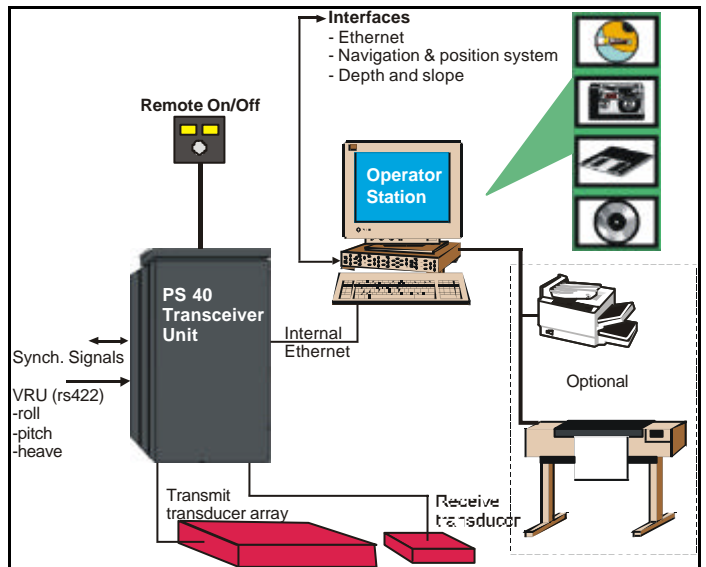 Interfaces
- Ethernet
- Navigation & position system
- Depth and slope
Remote On/Off
Operator
Station
PS 40
Transceiver
Unit
Internal
Ethernet
Synch. Signals
VRU (rs422)
-roll
-pitch
-heave
Optional
Transmit
transducer array
Receive
transducor